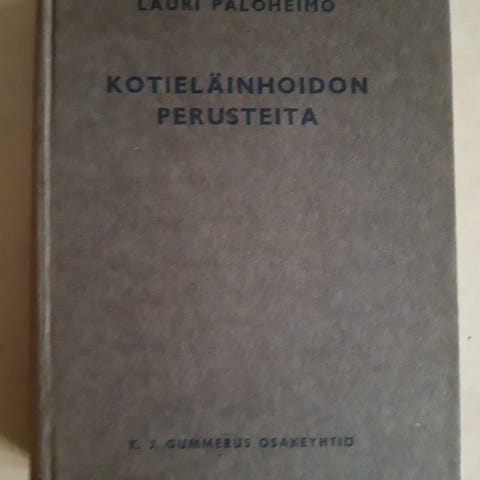 LAURI PALOHEIMO
KOTIELÄINHOIDON
PERUSTEITA
K. J. GUMMERUS OSAKEYHTIÖ